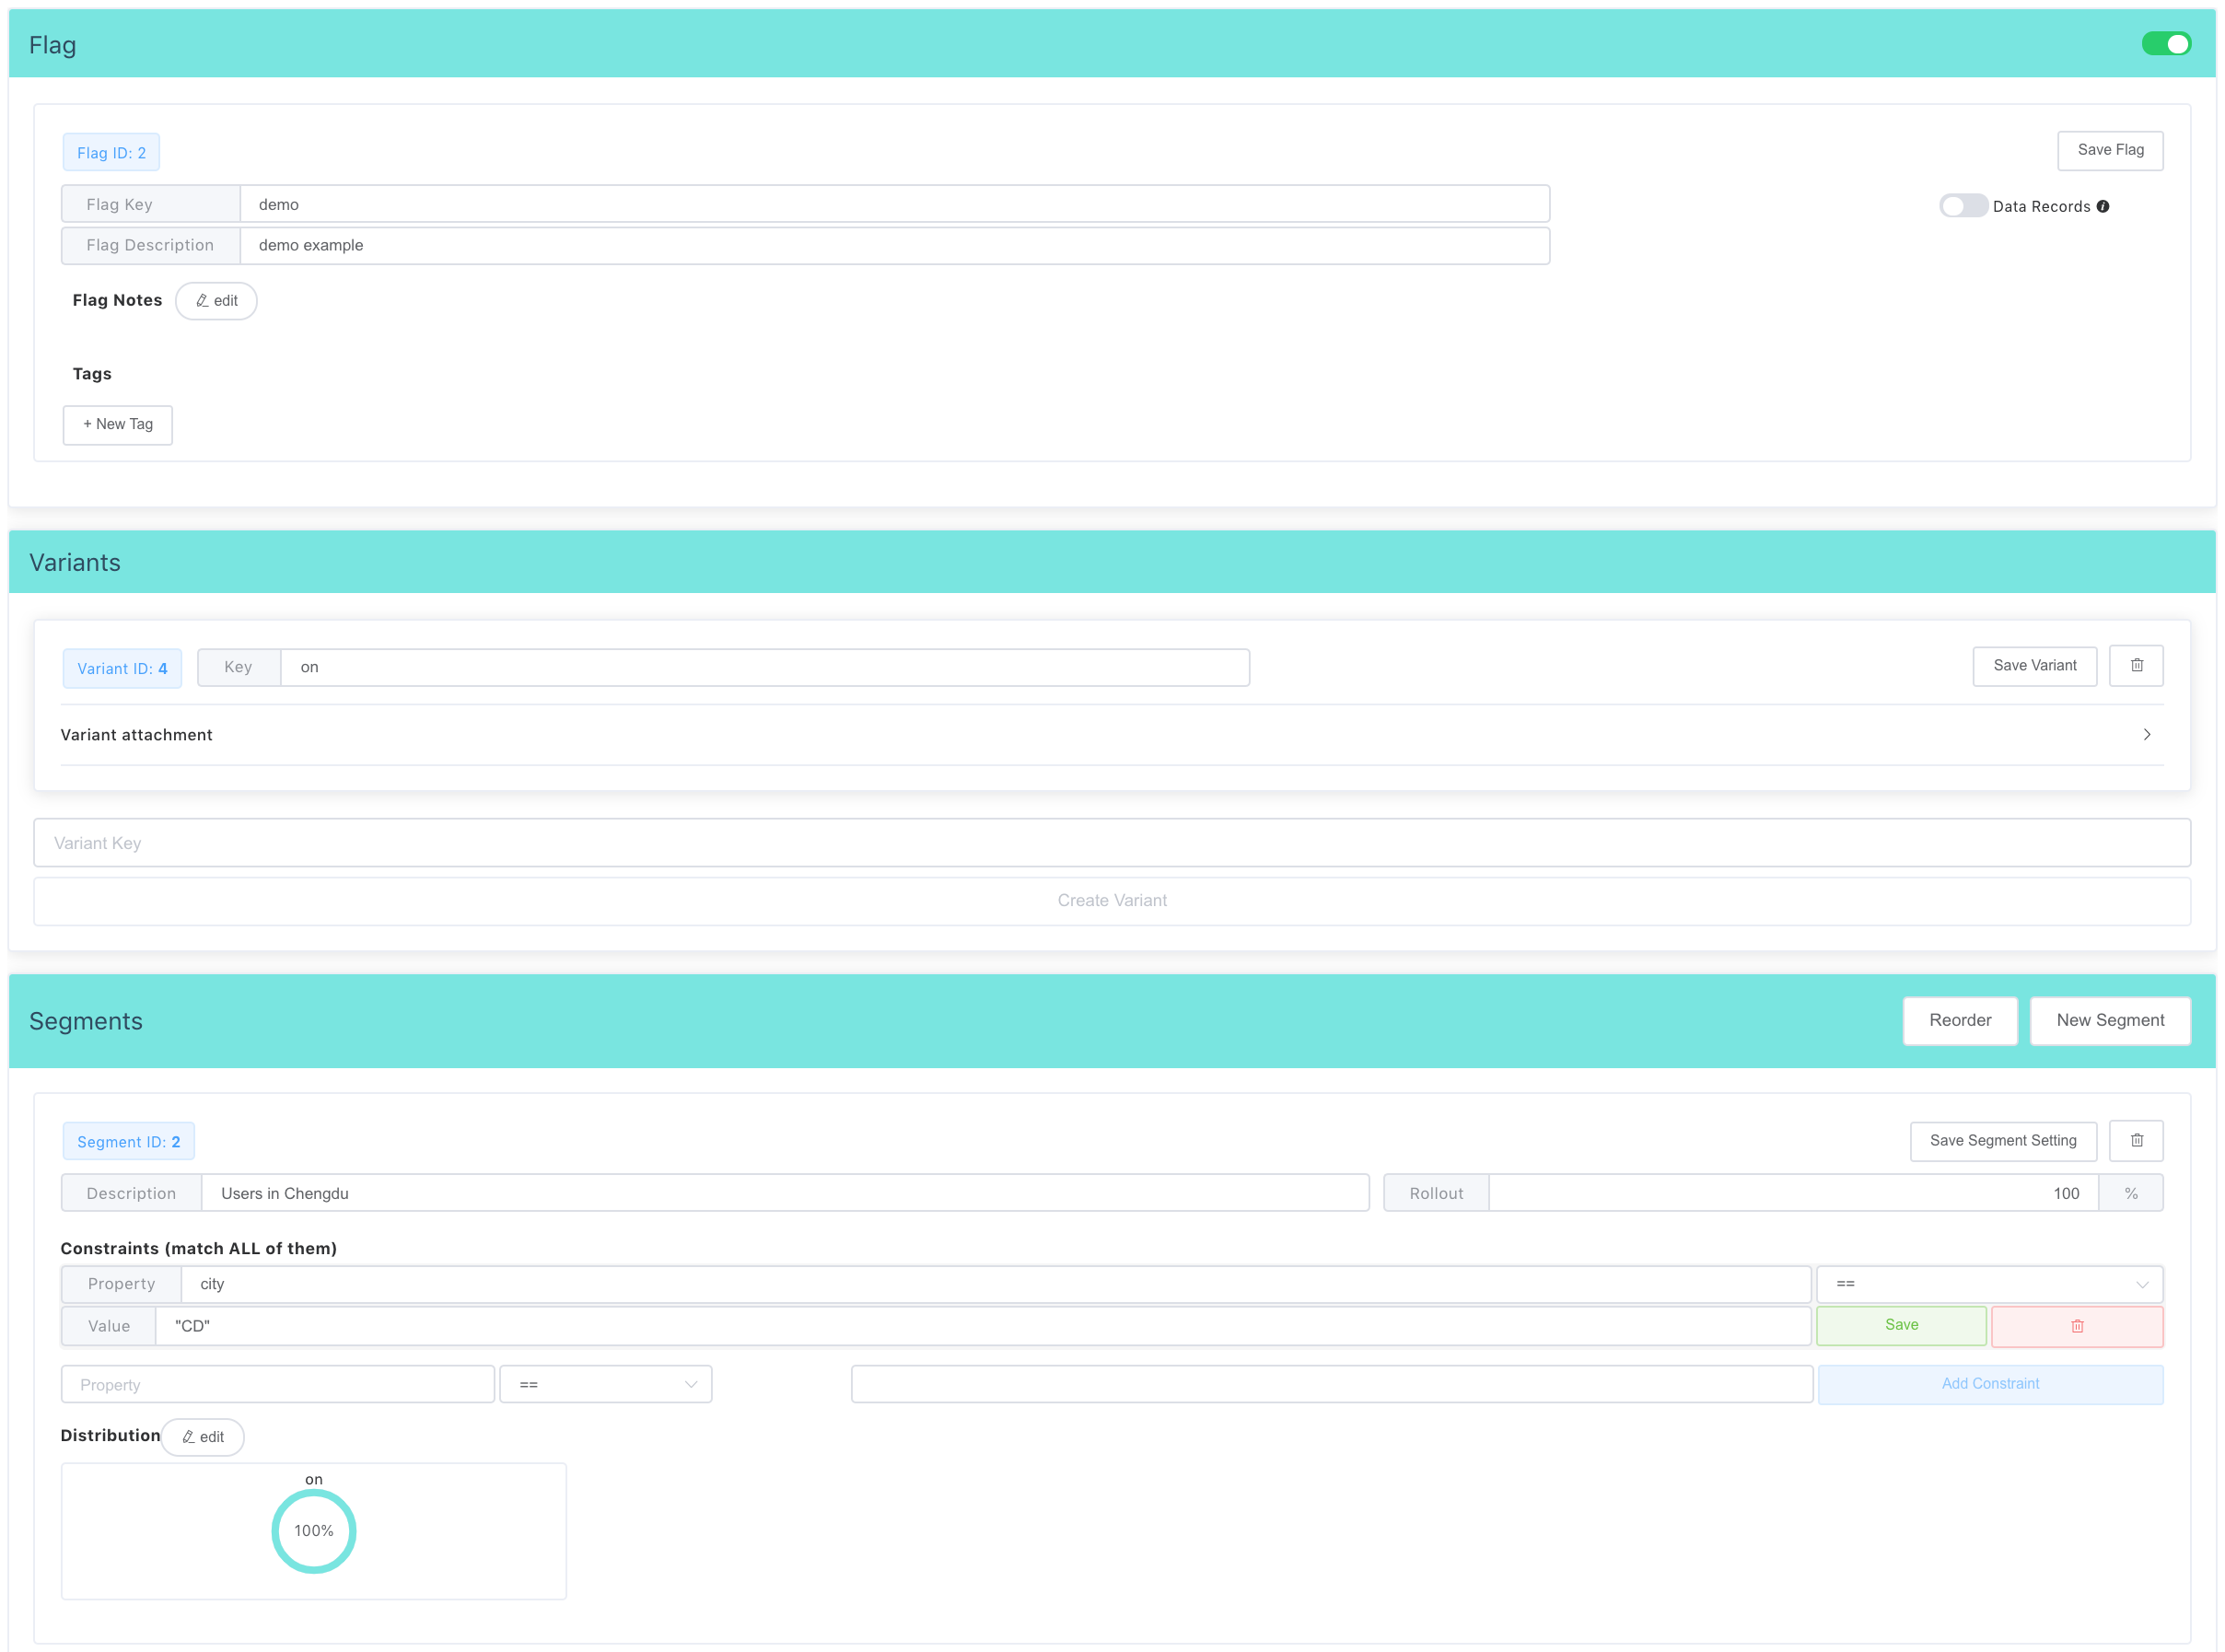 Flag
Flag ID: 2
Save Flag
Flag Key demo
Data Records
Flag Description demo example
Flag Notes edit
Tags
+ New Tag
Variants
Variant ID: 4 Key on Save Variant
Variant attachment
Variant Key
Create Variant
Segments Reorder New Segment
Segment ID: 2 Save Segment Setting
Description Users in Chengdu Rollout 100 %
Constraints (match ALL of them)
Property city ==
Value "CD" Save
Property == Add Constraint
Distribution edit
on
100%